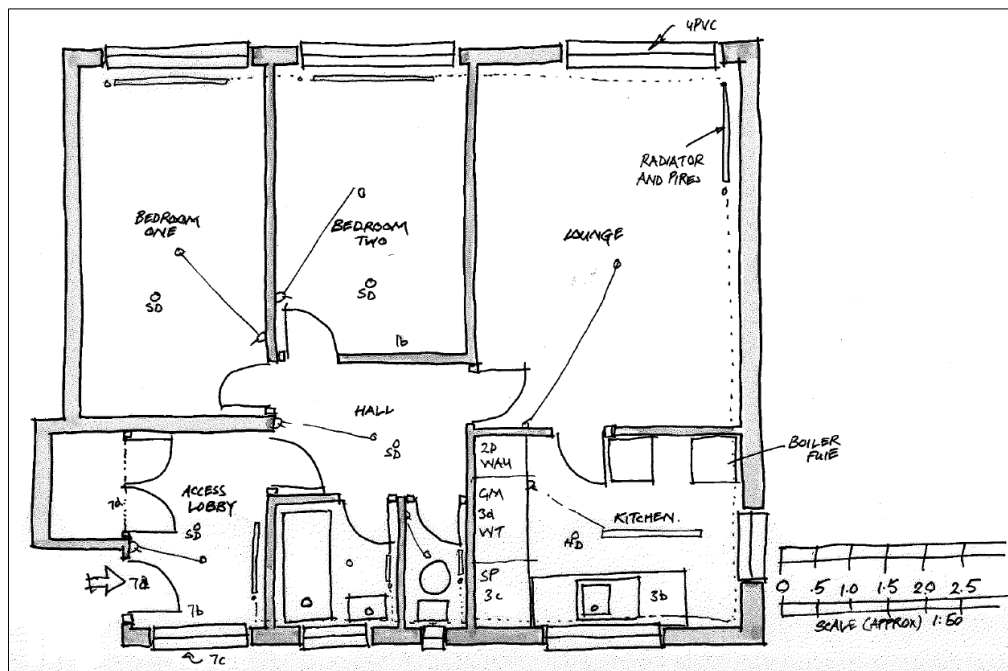 UPVC
RADIATOR
AND PIPES
BEDROOM
ONE
BEDROOM
TWO
LOUNGE
SD
SD
1b
HALL
SD
2D
WAH
BOILER
FLUE
7d
ACCESS
LOBBY
SD
GM
3d
WT
KITCHEN.
HD
SP
3c
3b
7a
7b
7c
0 .5 1.0 1.5 2.0 2.5
SCALE (APPROX) 1:50